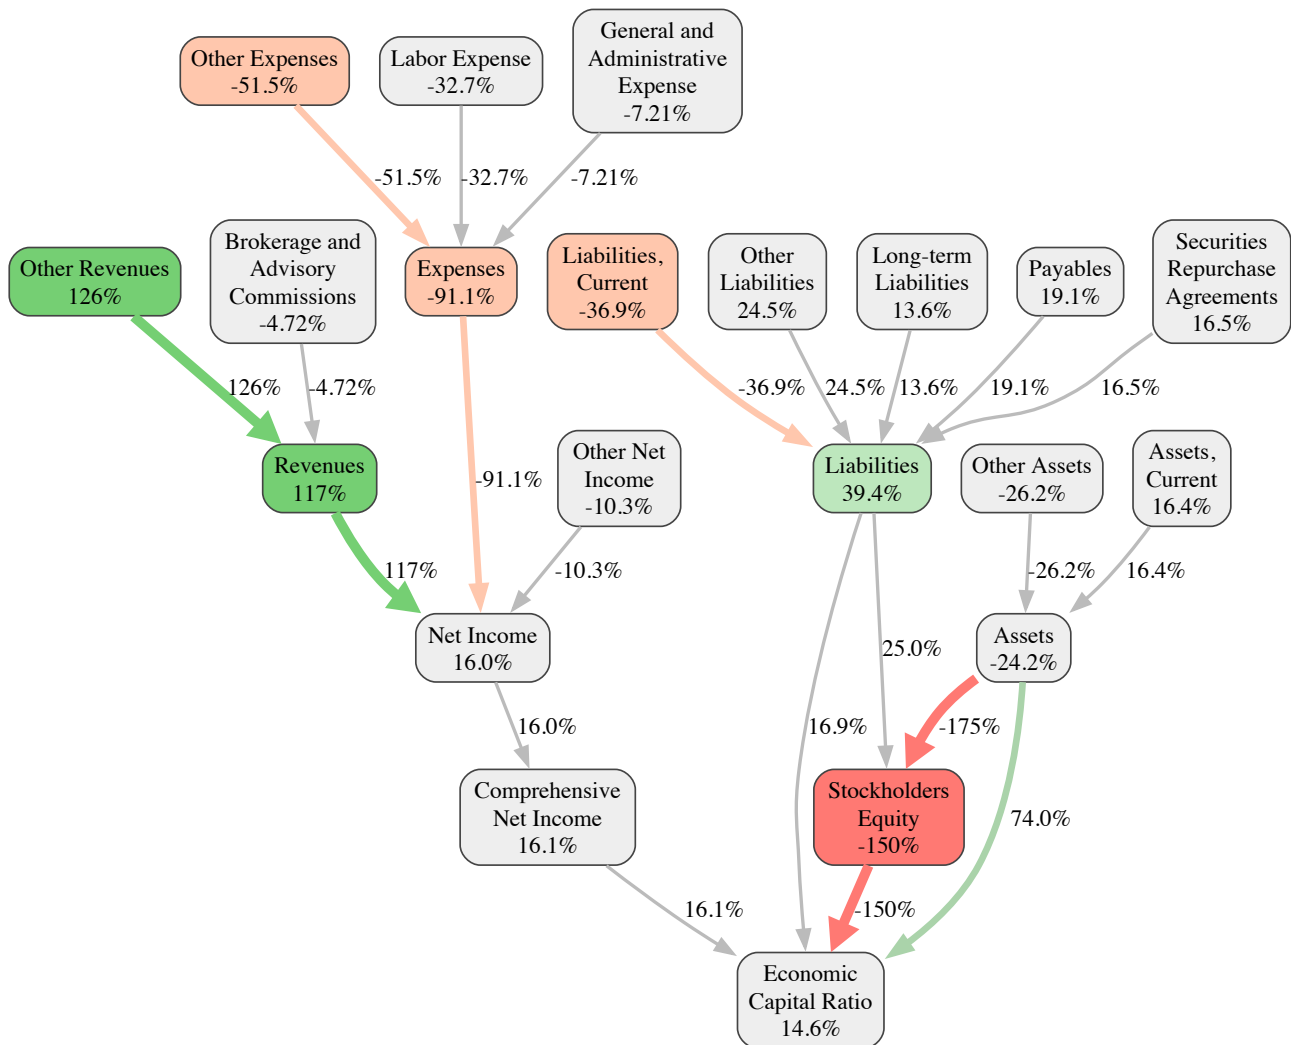 Other Expenses
-51.5%
Labor Expense
-32.7%
General and
Administrative
Expense
-7.21%
-51.5%
-32.7%
-7.21%
Other Revenues
126%
Brokerage and
Advisory
Commissions
-4.72%
Expenses
-91.1%
Liabilities,
Current
-36.9%
Other
Liabilities
24.5%
Long-term
Liabilities
13.6%
Payables
19.1%
Securities
Repurchase
Agreements
16.5%
126%
-4.72%
-36.9%
24.5%
13.6%
19.1%
16.5%
Revenues
117%
-91.1%
Other Net
Income
-10.3%
Liabilities
39.4%
Other Assets
-26.2%
Assets,
Current
16.4%
117%
-10.3%
-26.2%
16.4%
Net Income
16.0%
25.0%
Assets
-24.2%
16.0%
16.9%
-175%
Comprehensive
Net Income
16.1%
Stockholders
Equity
-150%
74.0%
16.1%
-150%
Economic
Capital Ratio
14.6%